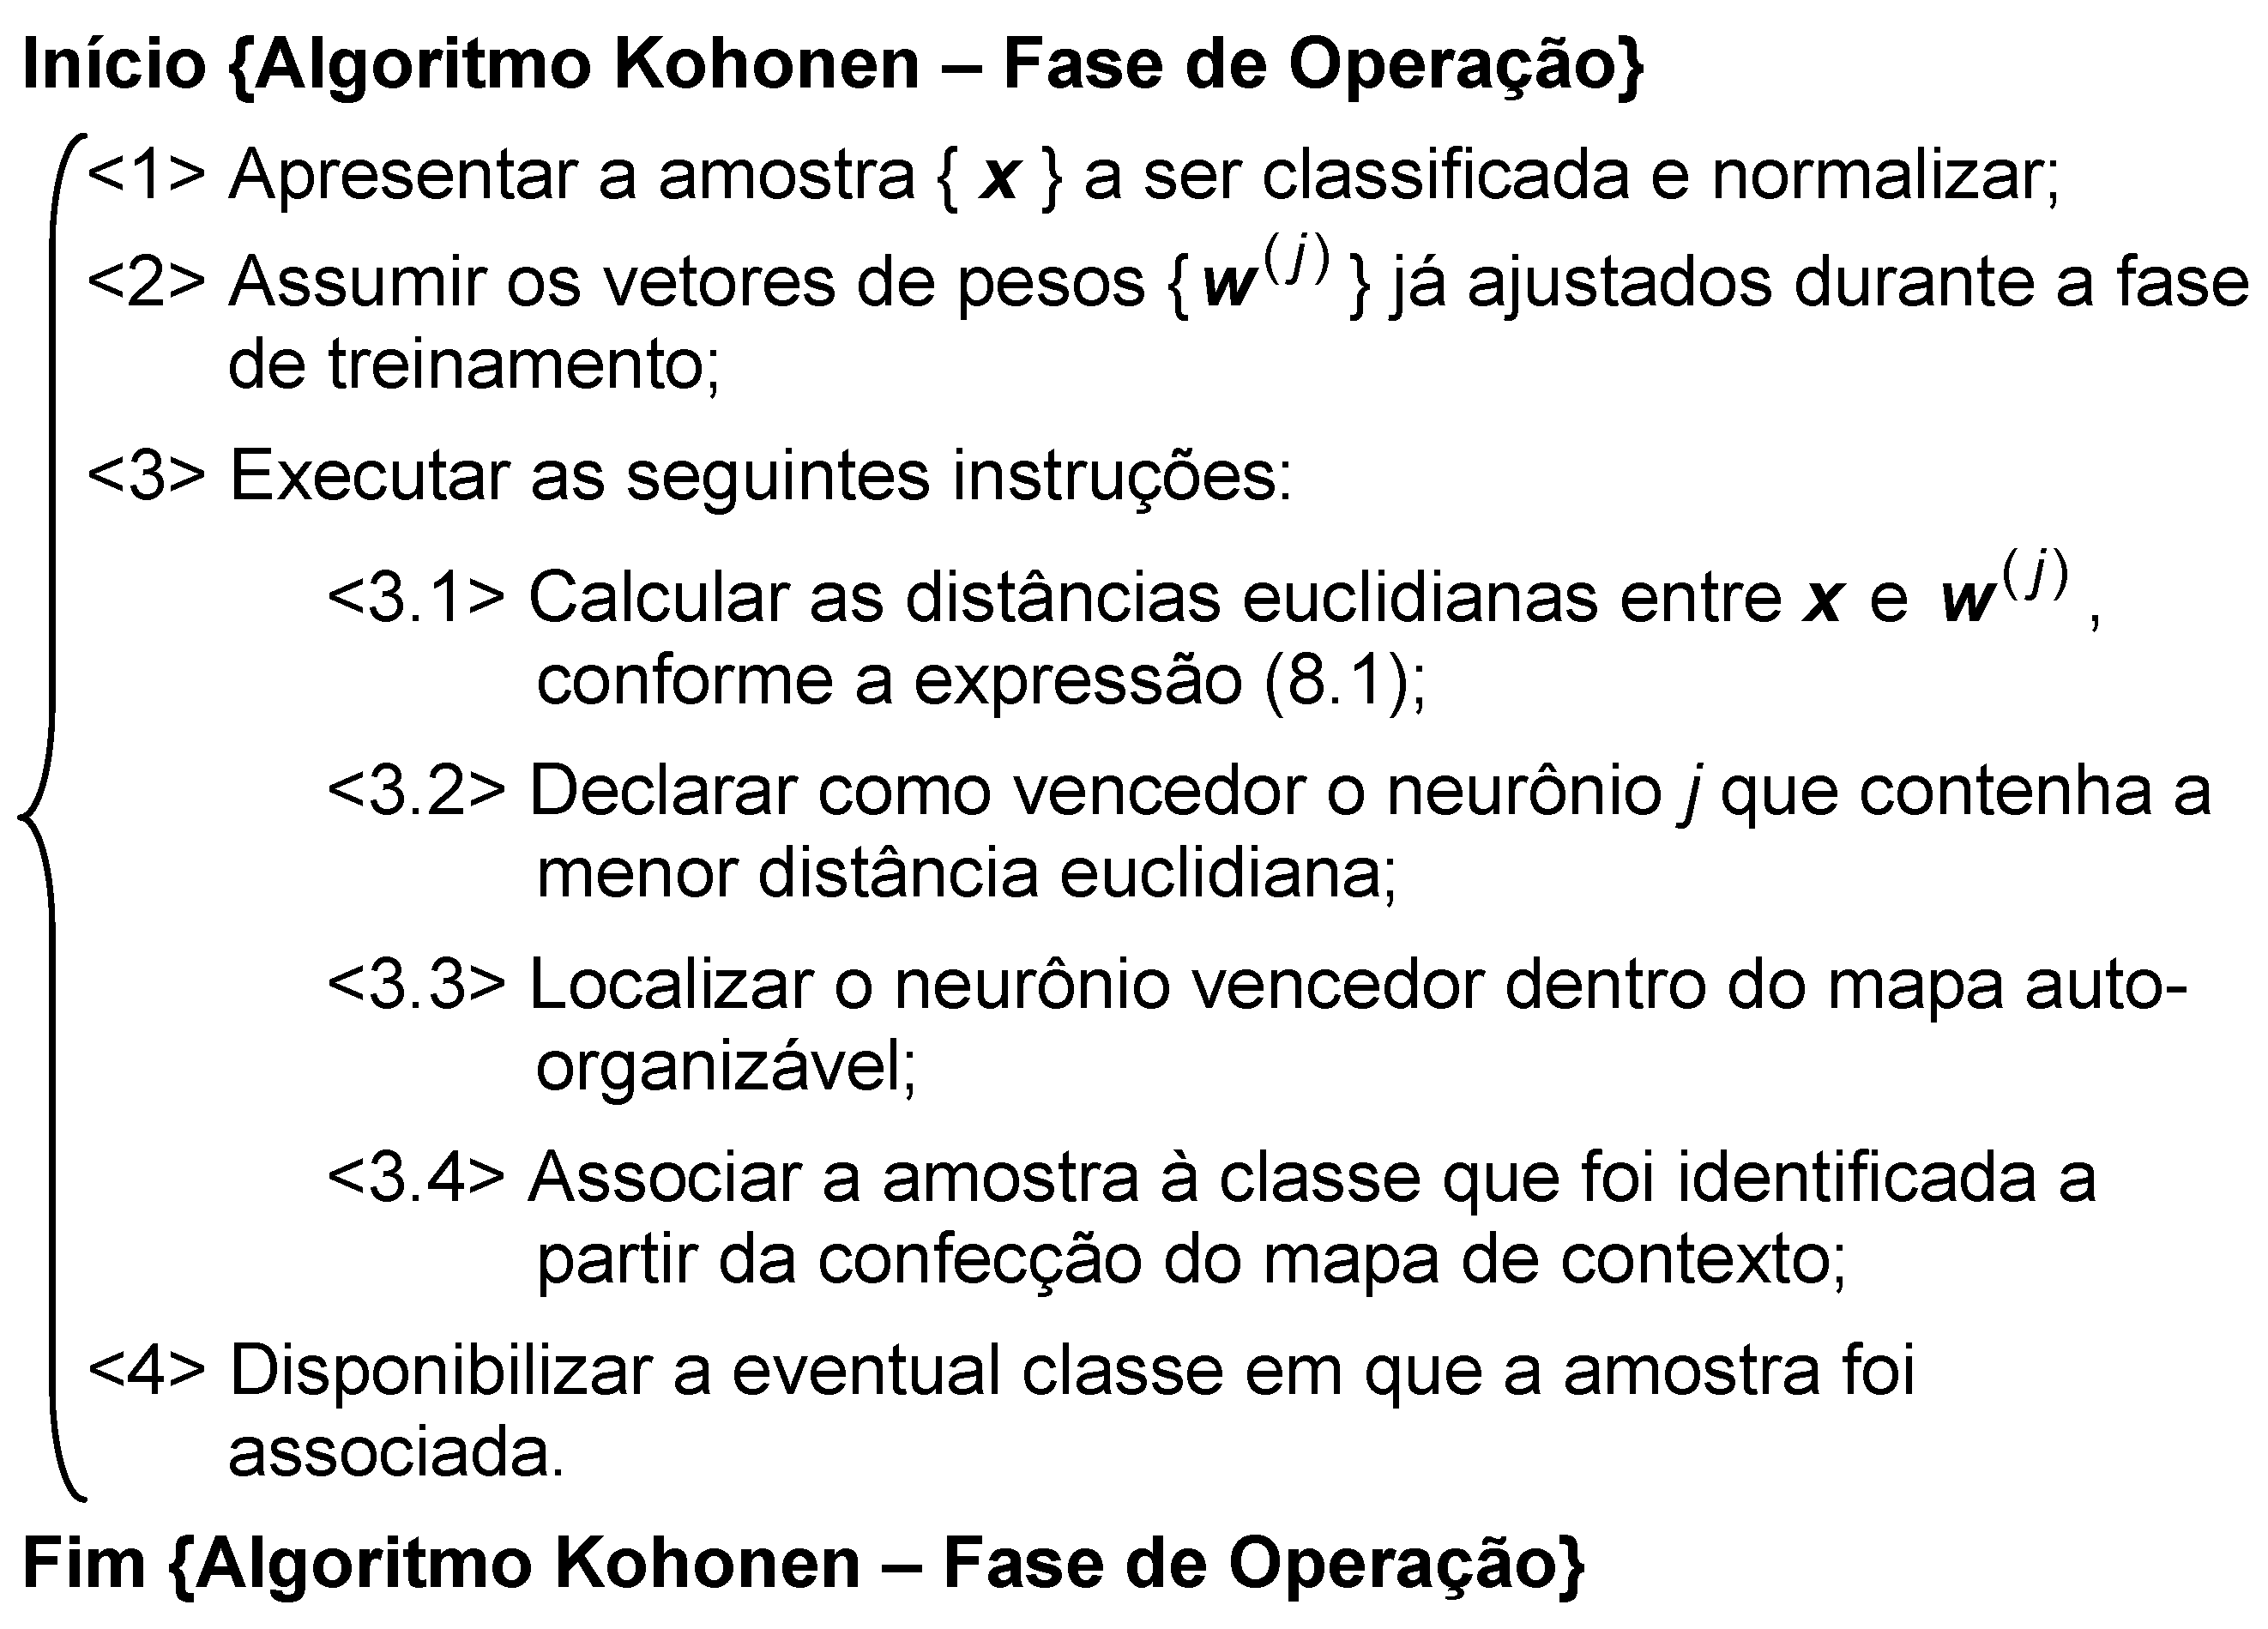 Início {Algoritmo Kohonen – Fase de Operação}
<1> Apresentar a amostra { x } a ser classificada e normalizar;
<2> Assumir os vetores de pesos { w(j) } já ajustados durante a fase
de treinamento;
<3> Executar as seguintes instruções:
<3.1> Calcular as distâncias euclidianas entre x e w(j) ,
conforme a expressão (8.1);
<3.2> Declarar como vencedor o neurônio j que contenha a
menor distância euclidiana;
<3.3> Localizar o neurônio vencedor dentro do mapa auto-
organizável;
<3.4> Associar a amostra à classe que foi identificada a
partir da confecção do mapa de contexto;
<4> Disponibilizar a eventual classe em que a amostra foi
associada.
Fim {Algoritmo Kohonen – Fase de Operação}